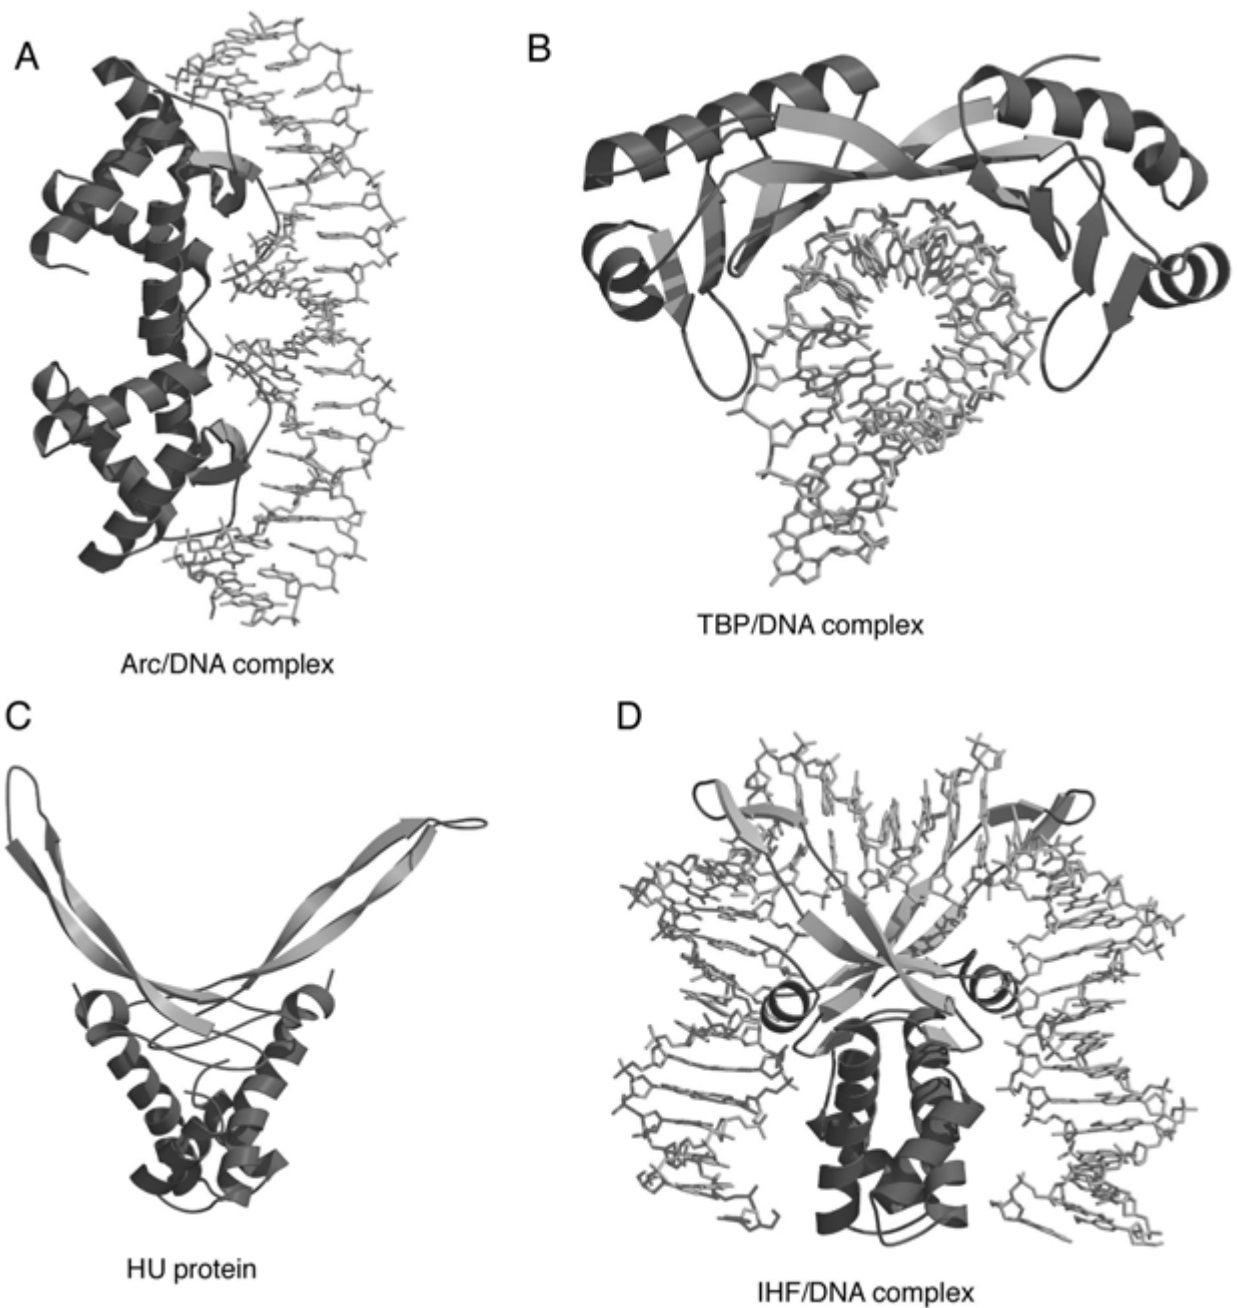 A
B
Arc/DNA complex
TBP/DNA complex
C
D
HU protein
IHF/DNA complex